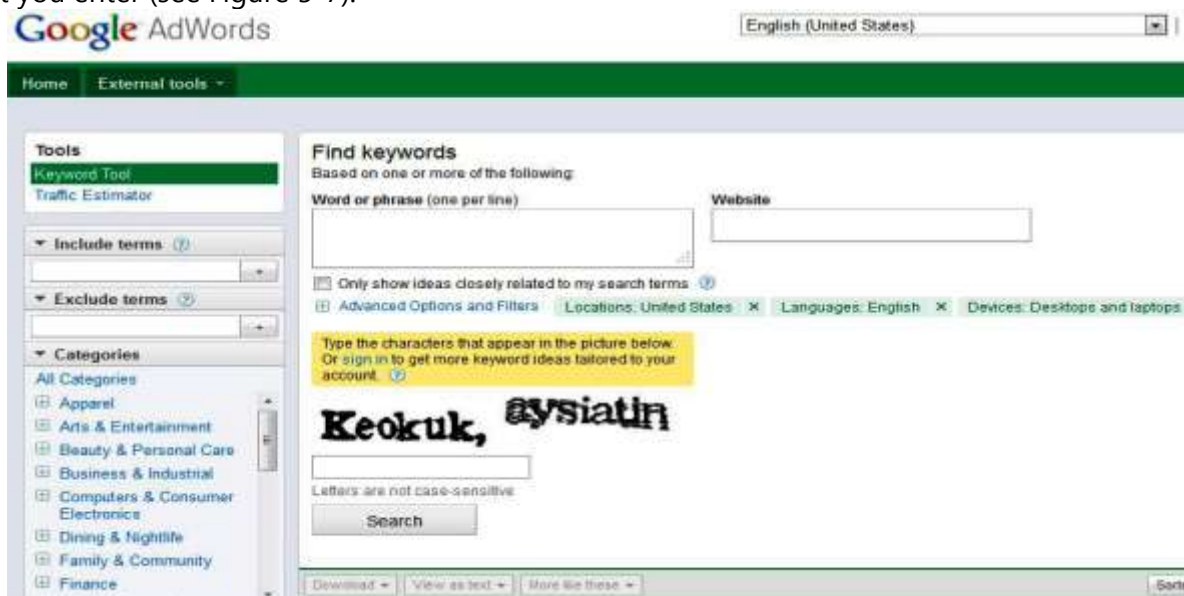 you enter (see Figure
Google AdWords English (United States)
Home External tools
Tools
Keyword Tool
Traffic Estimator
Include terms
Exclude terms
Categories
All Categories
Apparel
Arts & Entertainment
Beauty & Personal Care
Business & Industrial
Computers & Consumer
Electronics
Dining & Nightlife
Family & Community
Finance
Find keywords
Based on one or more of the following:
Word or phrase (one per line) Website
Only show ideas closely related to my search terms
Advanced Options and Filters Locations: United States × Languages: English × Devices: Desktops and laptops
Type the characters that appear in the picture below.
Or sign in to get more keyword ideas tailored to your
account.
Keokuk, aysiatin
Letters are not case-sensitive
Search
Download View as text More like these